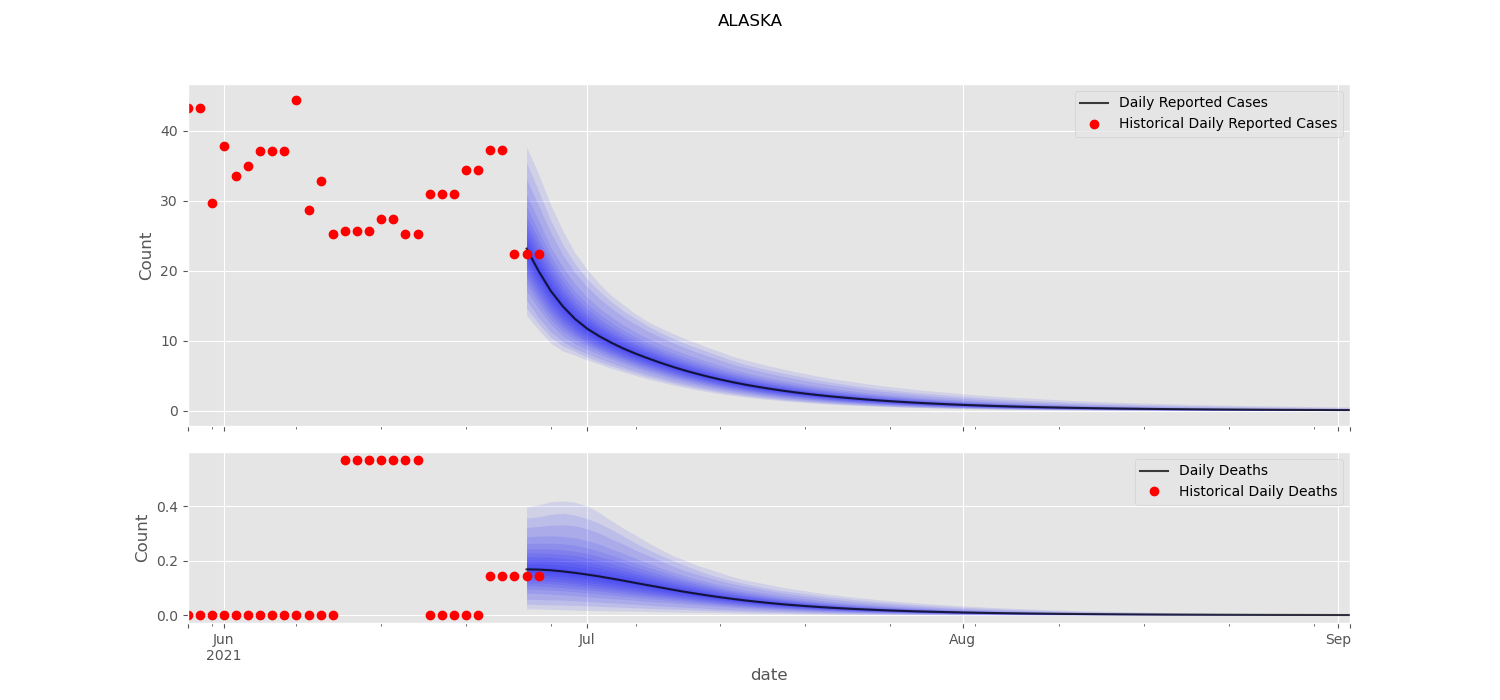 ALASKA
Daily Reported Cases
Historical Daily Reported Cases
40
30
20
10
0
Count
Daily Deaths
Historical Daily Deaths
0.4
0.2
0.0
Count
Jun
2021
Jul
Aug
Sep
date